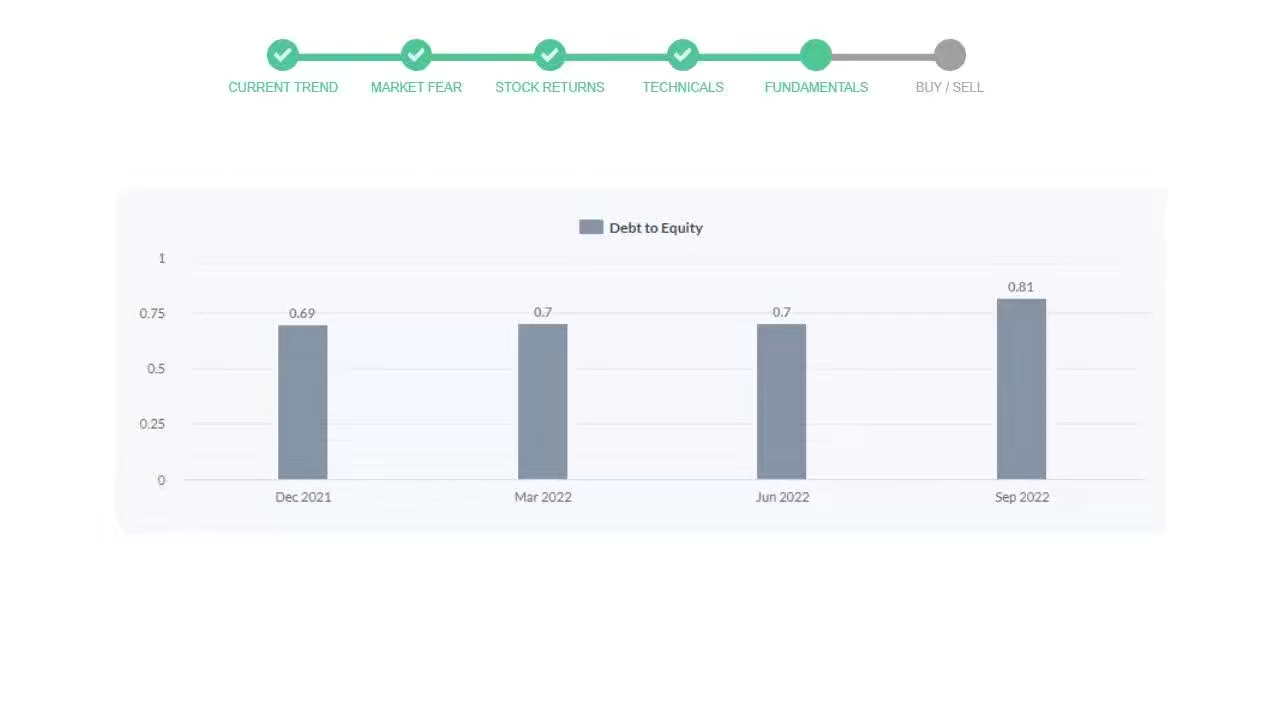 CURRENT TREND MARKET FEAR STOCK RETURNS TECHNICALS FUNDAMENTALS BUY / SELL
Debt to Equity
1
0.81
0.75
0.69 0.7 0.7
0.5
0.25
0
Dec 2021 Mar 2022 Jun 2022 Sep 2022